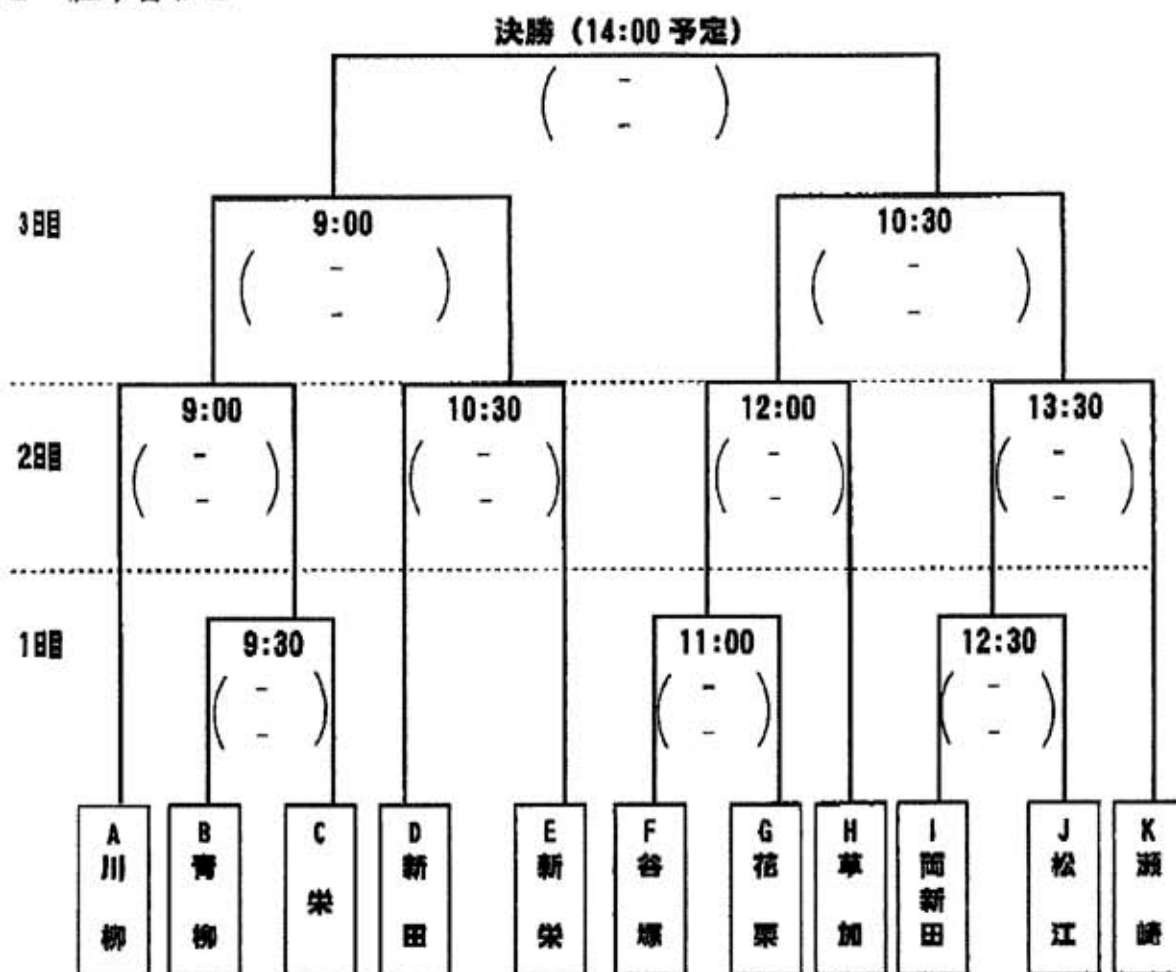 決勝 (14:00 予定)
( - - )
3日目
9:00
( - - )
10:30
( - - )
2日目
9:00
( - - )
10:30
( - - )
12:00
( - - )
13:30
( - - )
1日目
9:30
( - - )
11:00
( - - )
12:30
( - - )
A 川柳
B 青柳
C 栄
D 新田
E 新栄
F 谷塚
G 花栗
H 草加
I 両新田
J 松江
K 瀬崎